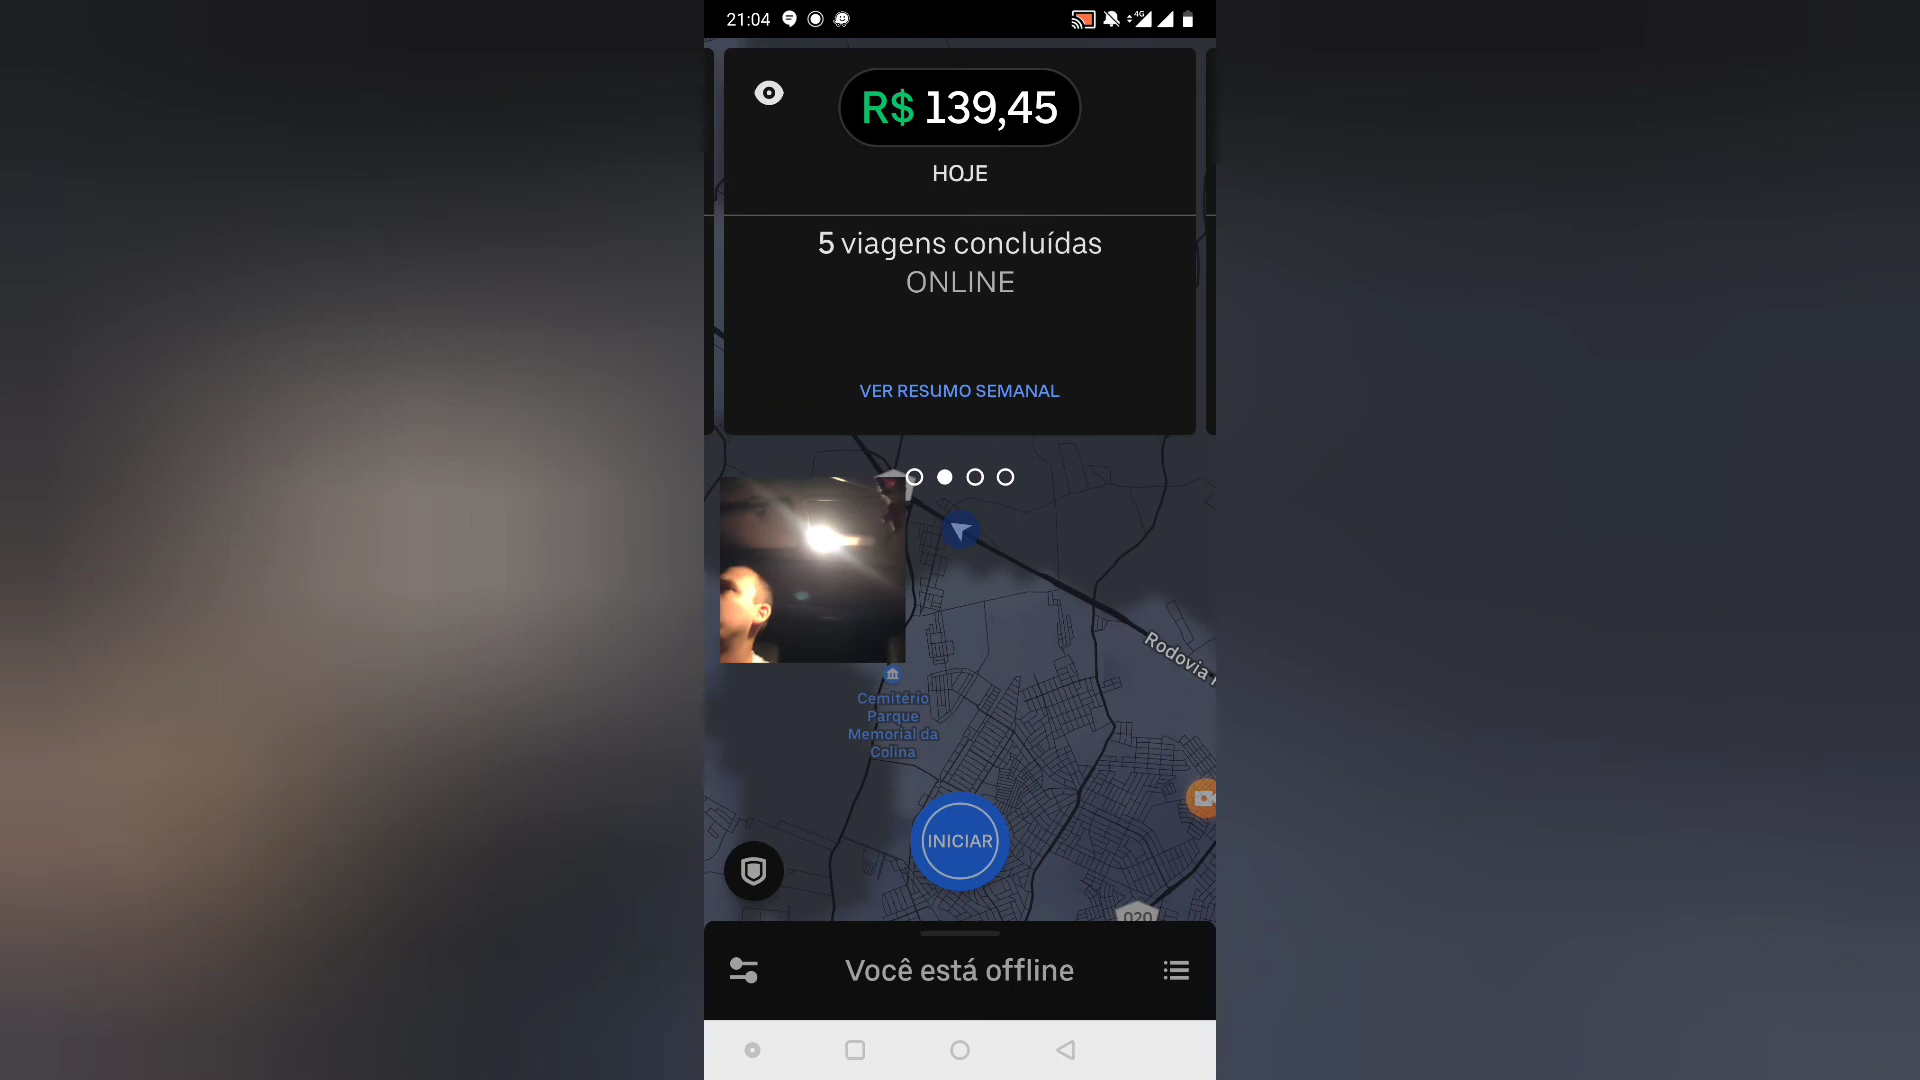 21:04
4G
R$ 139,45
HOJE
5 viagens concluídas
ONLINE
VER RESUMO SEMANAL
Rodovia
Cemitério
Parque
Memorial da
Colina
INICIAR
020
Você está offline